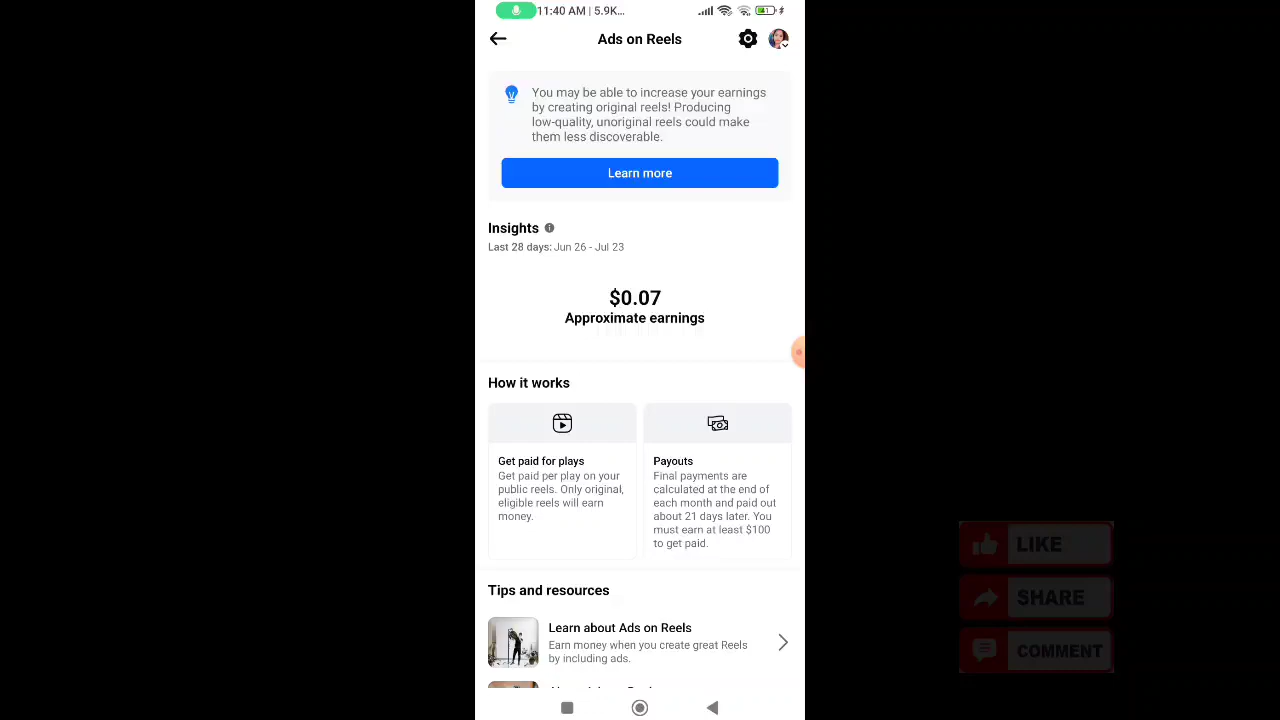 11:40 AM | 5.9K...
41
Ads on Reels
You may be able to increase your earnings
by creating original reels! Producing
low-quality, unoriginal reels could make
them less discoverable.
Learn more
Insights
Last 28 days: Jun 26 - Jul 23
$0.07
Approximate earnings
How it works
Get paid for plays
Get paid per play on your
public reels. Only original,
eligible reels will earn
money.
Payouts
Final payments are
calculated at the end of
each month and paid out
about 21 days later. You
must earn at least $100
to get paid.
Tips and resources
Learn about Ads on Reels
Earn money when you create great Reels
by including ads.
LIKE
SHARE
COMMENT